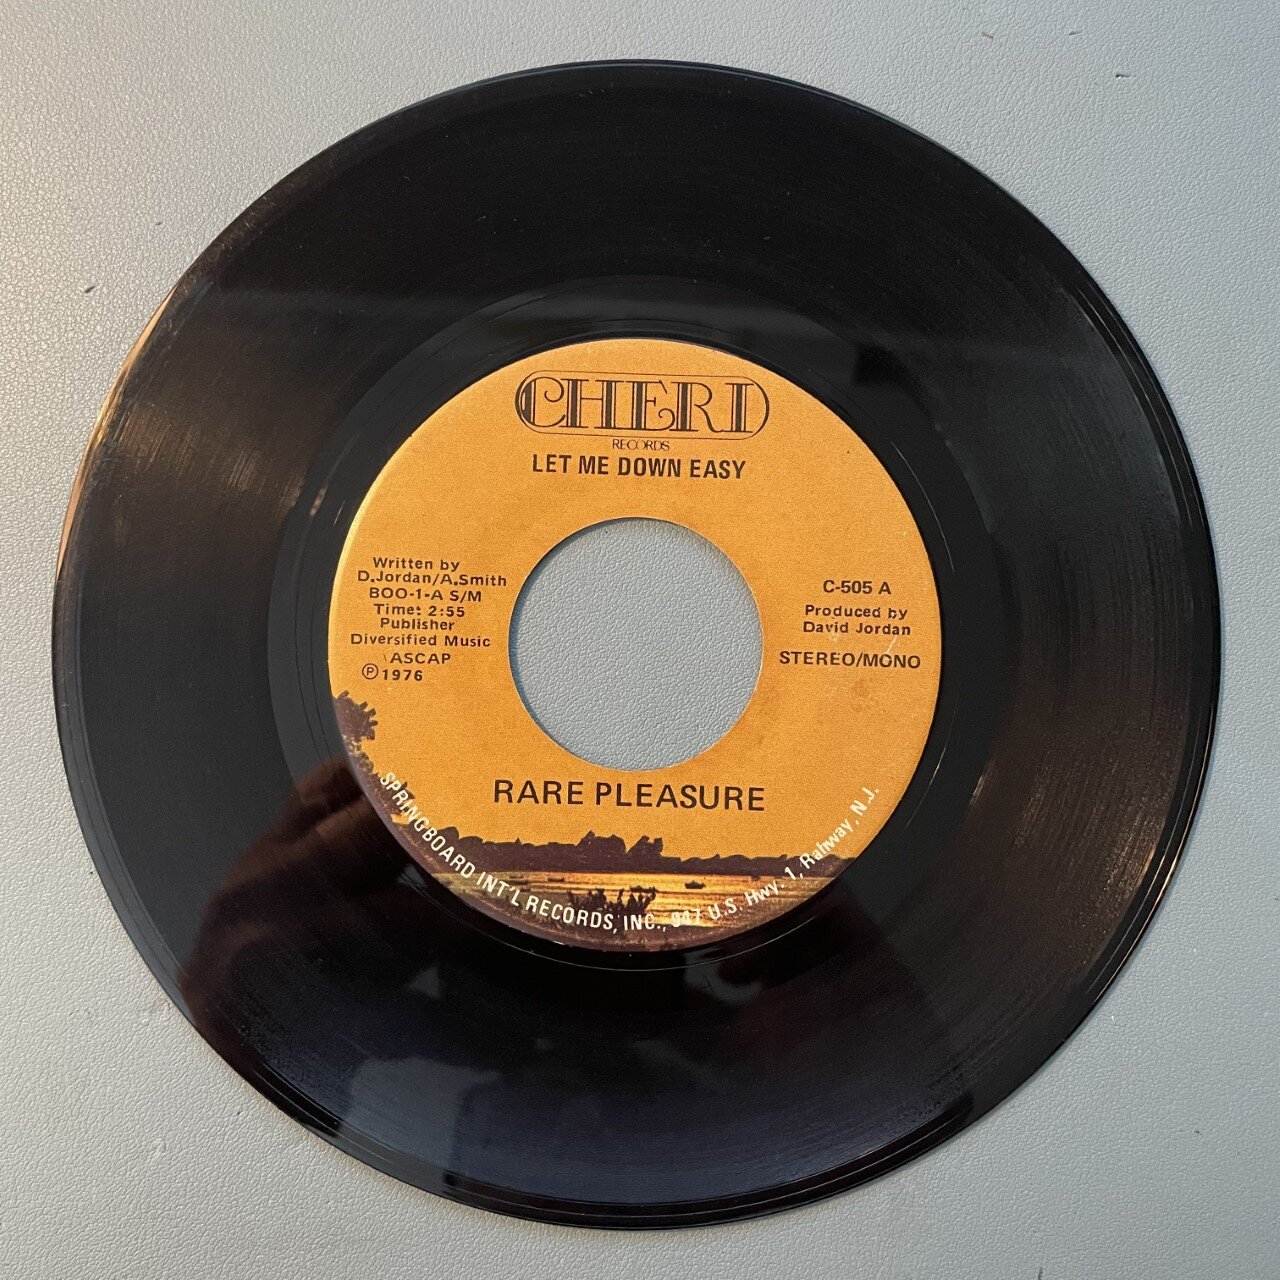 CHERI
RECORDS
LET ME DOWN EASY
Written by
D.Jordan/A.Smith
BOO-1-A S/M
Time: 2:55
Publisher
Diversified Music
ASCAP
℗ 1976
C-505 A
Produced by
David Jordan
STEREO/MONO
RARE PLEASURE
SPRINGBOARD INT'L RECORDS, INC., 947 U.S. Hwy. 1, Rahway, N.J.